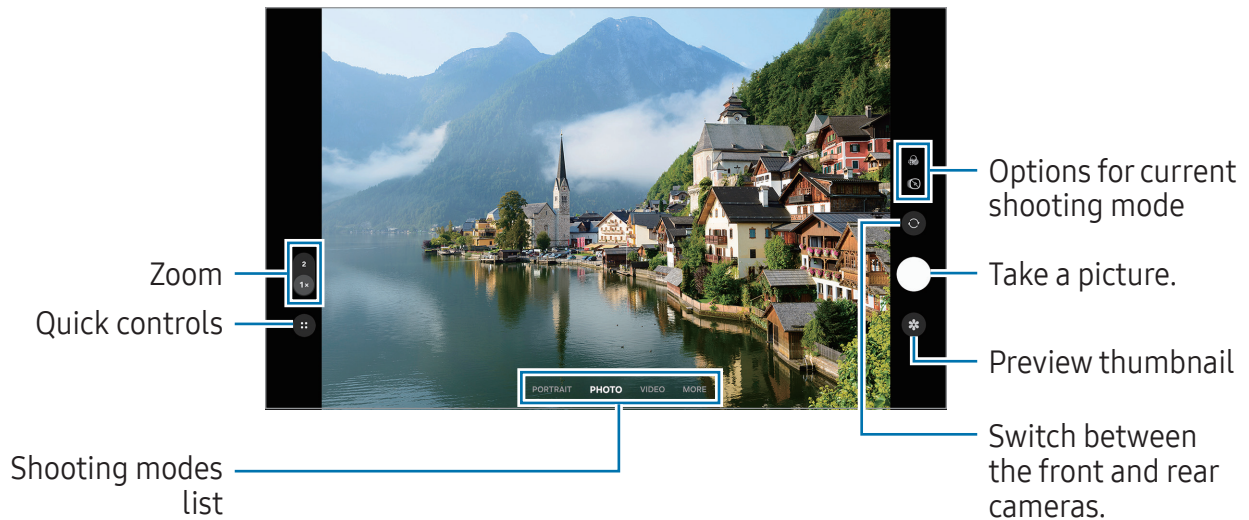 Options for current
shooting mode
2
1×
Zoom
Take a picture.
Quick controls
Preview thumbnail
PORTRAIT PHOTO VIDEO MORE
Shooting modes
list
Switch between
the front and rear
cameras.